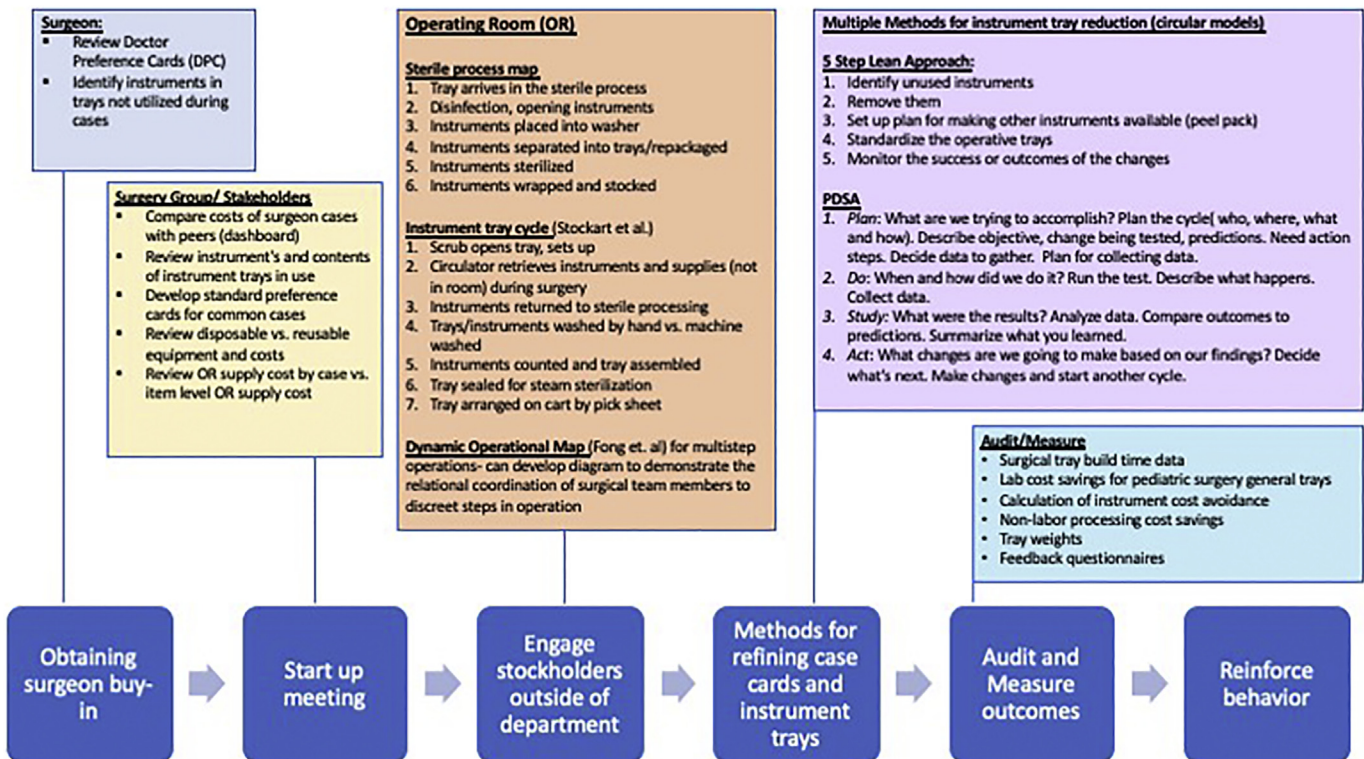 Surgeon:
▪ Review Doctor
Preference Cards (DPC)
▪ Identify instruments in
trays not utilized during
cases
Surgery Group/ Stakeholders
▪ Compare costs of surgeon cases
with peers (dashboard)
▪ Review instrument's and contents
of instrument trays in use
▪ Develop standard preference
cards for common cases
▪ Review disposable vs. reusable
equipment and costs
▪ Review OR supply cost by case vs.
item level OR supply cost
Operating Room (OR)
Sterile process map
1. Tray arrives in the sterile process
2. Disinfection, opening instruments
3. Instruments placed into washer
4. Instruments separated into trays/repackaged
5. Instruments sterilized
6. Instruments wrapped and stocked
Instrument tray cycle (Stockart et al.)
1. Scrub opens tray, sets up
2. Circulator retrieves instruments and supplies (not
in room) during surgery
3. Instruments returned to sterile processing
4. Trays/instruments washed by hand vs. machine
washed
5. Instruments counted and tray assembled
6. Tray sealed for steam sterilization
7. Tray arranged on cart by pick sheet
Dynamic Operational Map (Fong et. al) for multistep
operations- can develop diagram to demonstrate the
relational coordination of surgical team members to
discreet steps in operation
Multiple Methods for instrument tray reduction (circular models)
5 Step Lean Approach:
1. Identify unused instruments
2. Remove them
3. Set up plan for making other instruments available (peel pack)
4. Standardize the operative trays
5. Monitor the success or outcomes of the changes
PDSA
1. Plan: What are we trying to accomplish? Plan the cycle( who, where, what
and how). Describe objective, change being tested, predictions. Need action
steps. Decide data to gather. Plan for collecting data.
2. Do: When and how did we do it? Run the test. Describe what happens.
Collect data.
3. Study: What were the results? Analyze data. Compare outcomes to
predictions. Summarize what you learned.
4. Act: What changes are we going to make based on our findings? Decide
what's next. Make changes and start another cycle.
Audit/Measure
• Surgical tray build time data
• Lab cost savings for pediatric surgery general trays
• Calculation of instrument cost avoidance
• Non-labor processing cost savings
• Tray weights
• Feedback questionnaires
Obtaining
surgeon buy-
in
Start up
meeting
Engage
stockholders
outside of
department
Methods for
refining case
cards and
instrument
trays
Audit and
Measure
outcomes
Reinforce
behavior